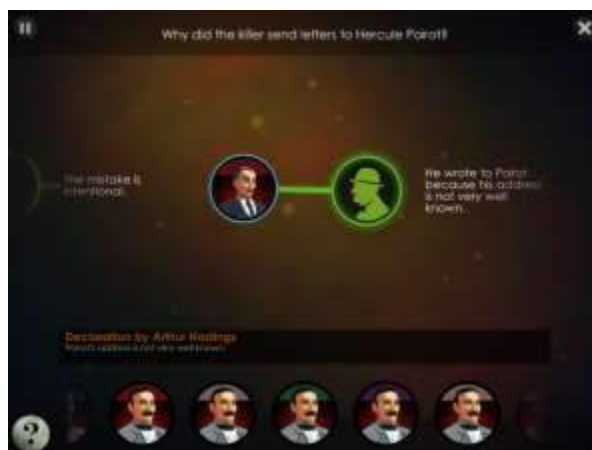 Why did the killer send letters to Hercule Poirot?
The mistake is
intentional.
He wrote to Poirot
because his address
is not very well
known.
Declaration by Arthur Hastings
Poirot's address is not very well known.
?